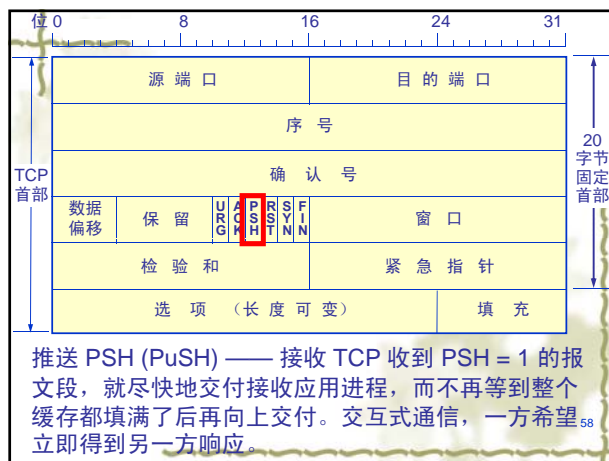 位 0 8 16 24 31
源 端 口 目 的 端 口
序 号
TCP 首部
确 认 号
20 字节 固定 首部
数据 偏移 保 留 URG ACK PSH RST SYN FIN 窗 口
检 验 和 紧 急 指 针
选 项 （长 度 可 变） 填 充
推送 PSH (PuSH) —— 接收 TCP 收到 PSH = 1 的报
文段，就尽快地交付接收应用进程，而不再等到整个
缓存都填满了后再向上交付。交互式通信，一方希望 58
立即得到另一方响应。